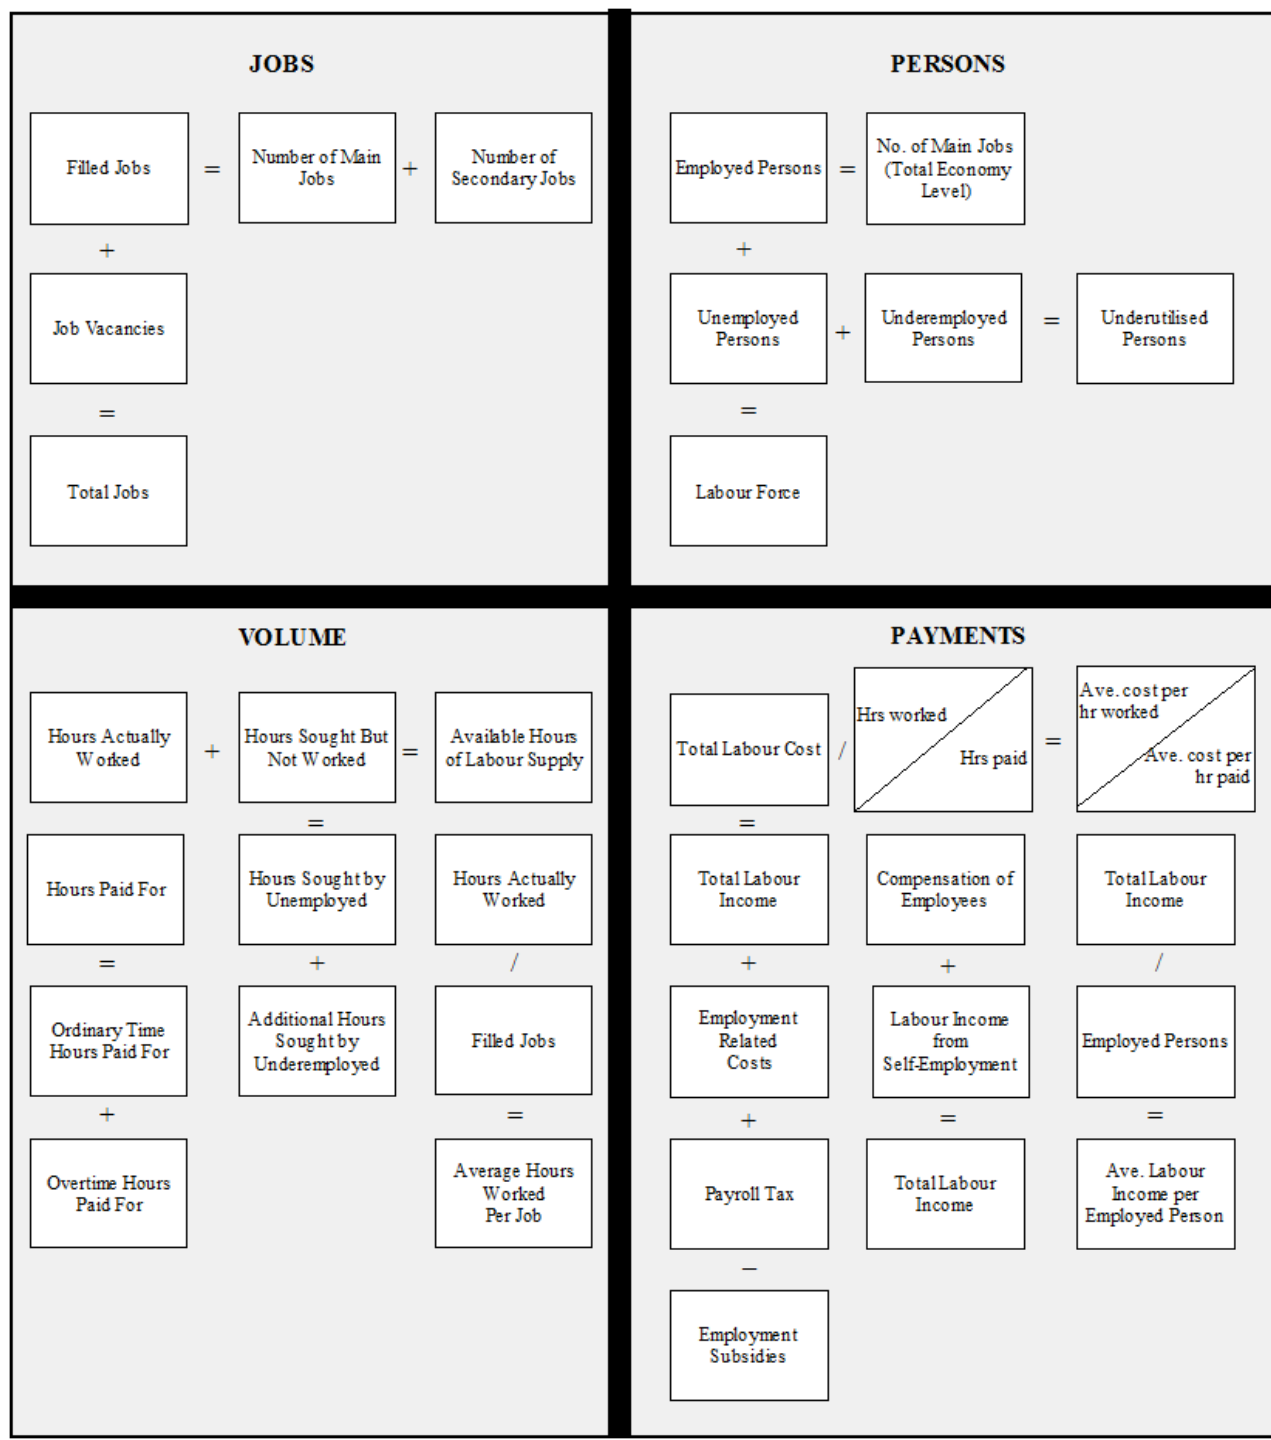 JOBS
Filled Jobs
=
Number of Main
Jobs
+
Number of
Secondary Jobs
+
Job Vacancies
=
Total Jobs
PERSONS
Employed Persons
=
No. of Main Jobs
(Total Economy
Level)
+
Unemployed
Persons
+
Underemployed
Persons
=
Underutilised
Persons
=
Labour Force
VOLUME
Hours Actually
Worked
+
Hours Sought But
Not Worked
=
Available Hours
of Labour Supply
=
Hours Paid For
Hours Sought by
Unemployed
Hours Actually
Worked
=
+
/
Ordinary Time
Hours Paid For
Additional Hours
Sought by
Underemployed
Filled Jobs
+
=
Overtime Hours
Paid For
Average Hours
Worked
Per Job
PAYMENTS
Total Labour Cost
/
Hrs worked
Hrs paid
=
Ave. cost per
hr worked
Ave. cost per
hr paid
=
Total Labour
Income
Compensation of
Employees
Total Labour
Income
+
+
/
Employment
Related
Costs
Labour Income
from
Self-Employment
Employed Persons
+
=
=
Payroll Tax
Total Labour
Income
Ave. Labour
Income per
Employed Person
–
Employment
Subsidies